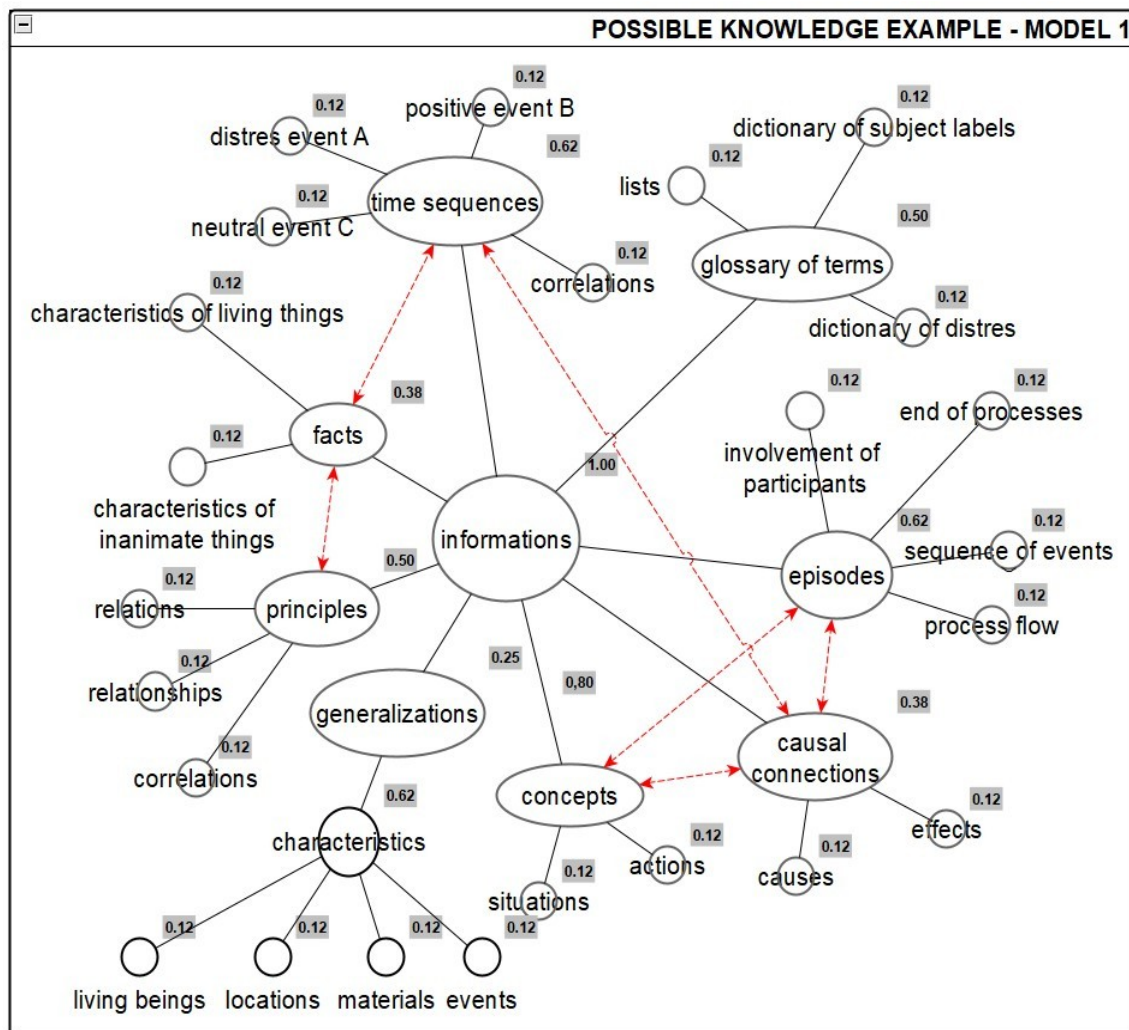 POSSIBLE KNOWLEDGE EXAMPLE - MODEL 1
0.12
positive event B
0.12
distres event A
0.62
time sequences
0.12
neutral event C
0.12
correlations
0.12
dictionary of subject labels
0.12
lists
0.50
glossary of terms
0.12
dictionary of distres
0.12
characteristics of living things
0.38
facts
0.12
characteristics of
inanimate things
1.00
informations
0.12
involvement of
participants
0.12
end of processes
0.62
episodes
0.12
sequence of events
0.12
process flow
0.50
principles
0.12
relations
0.12
relationships
0.12
correlations
0.25
generalizations
0.62
characteristics
0.12
living beings
0.12
locations
0.12
materials
0.12
events
0,80
concepts
0.12
situations
0.12
actions
0.38
causal
connections
0.12
causes
0.12
effects